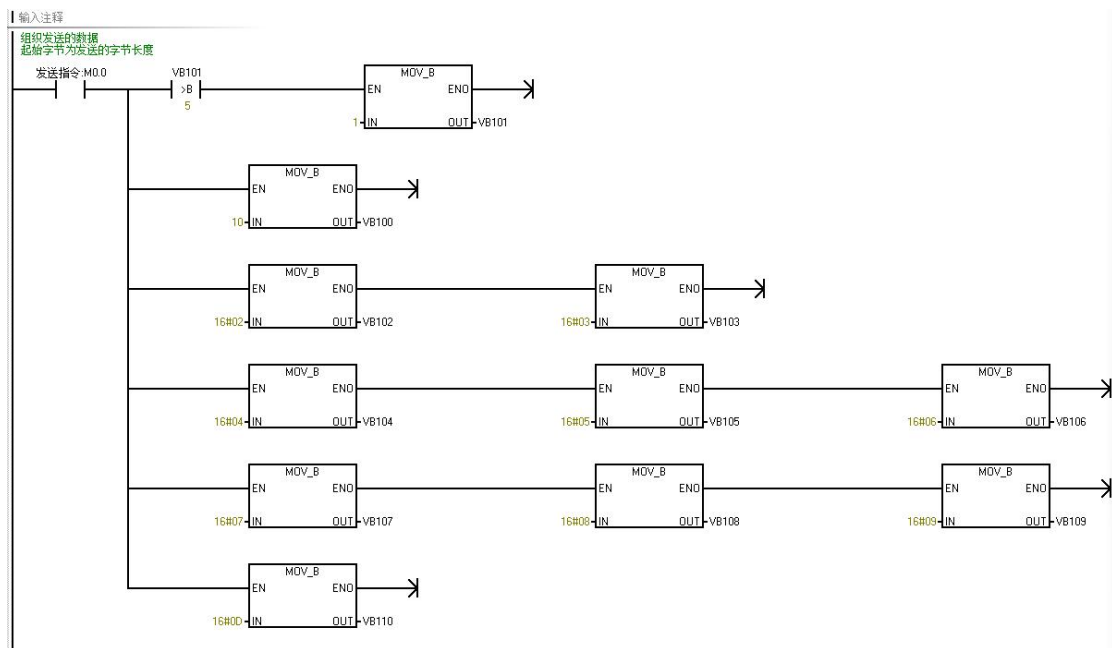 输入注释
组织发送的数据
起始字节为发送的字节长度
发送指令:M0.0 VB101 MOV_B
>B EN ENO
5
1 IN OUT VB101
MOV_B
EN ENO
10 IN OUT VB100
MOV_B MOV_B
EN ENO EN ENO
16#02 IN OUT VB102 16#03 IN OUT VB103
MOV_B MOV_B MOV_B
EN ENO EN ENO EN ENO
16#04 IN OUT VB104 16#05 IN OUT VB105 16#06 IN OUT VB106
MOV_B MOV_B MOV_B
EN ENO EN ENO EN ENO
16#07 IN OUT VB107 16#08 IN OUT VB108 16#09 IN OUT VB109
MOV_B
EN ENO
16#0D IN OUT VB110